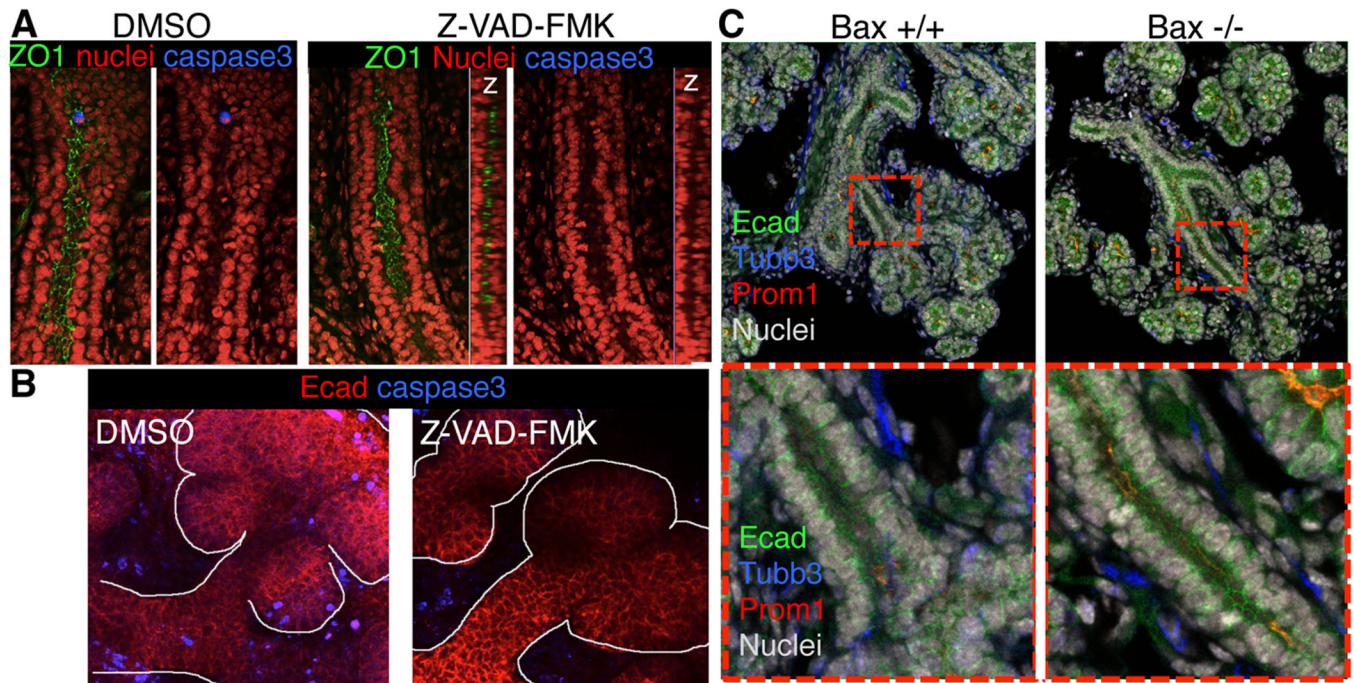 A
DMSO
Z-VAD-FMK
ZO1 nuclei caspase3
ZO1 Nuclei caspase3
Z
Z
B
Ecad caspase3
DMSO
Z-VAD-FMK
C
Bax +/+
Bax -/-
Ecad
Tubb3
Prom1
Nuclei
Ecad
Tubb3
Prom1
Nuclei